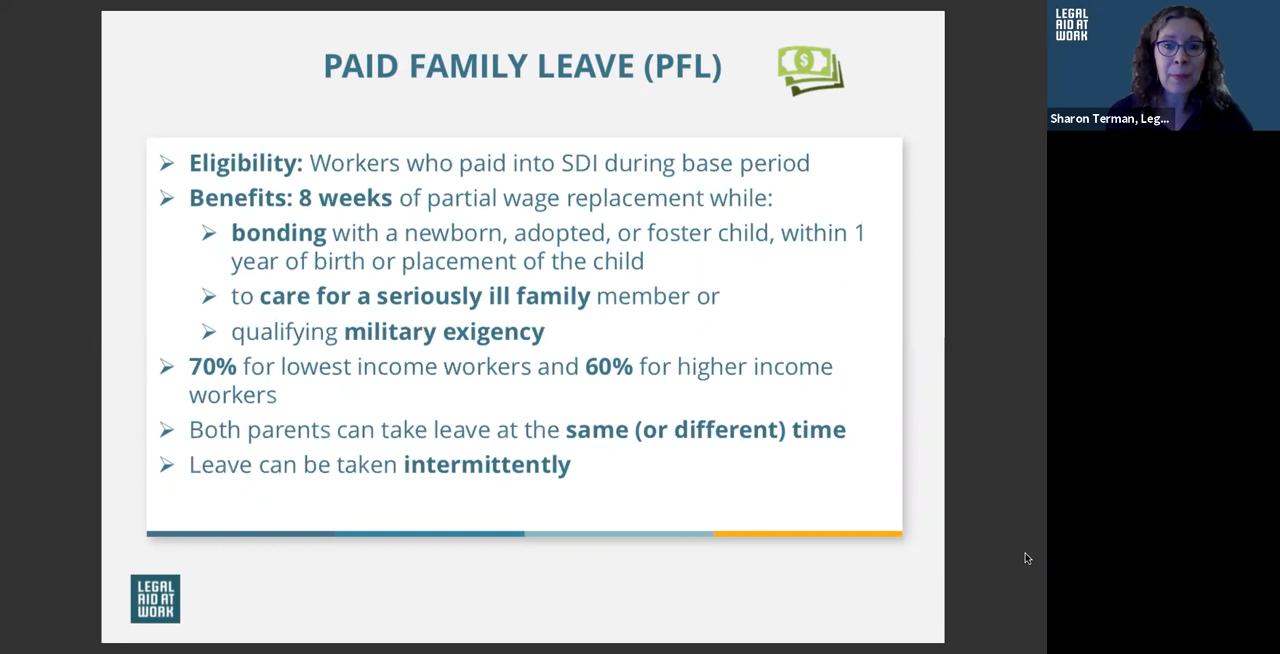 PAID FAMILY LEAVE (PFL)
Eligibility: Workers who paid into SDI during base period
Benefits: 8 weeks of partial wage replacement while:
bonding with a newborn, adopted, or foster child, within 1
year of birth or placement of the child
to care for a seriously ill family member or
qualifying military exigency
70% for lowest income workers and 60% for higher income
workers
Both parents can take leave at the same (or different) time
Leave can be taken intermittently
LEGAL
AID AT
WORK
LEGAL
AID AT
WORK
Sharon Terman, Leg...